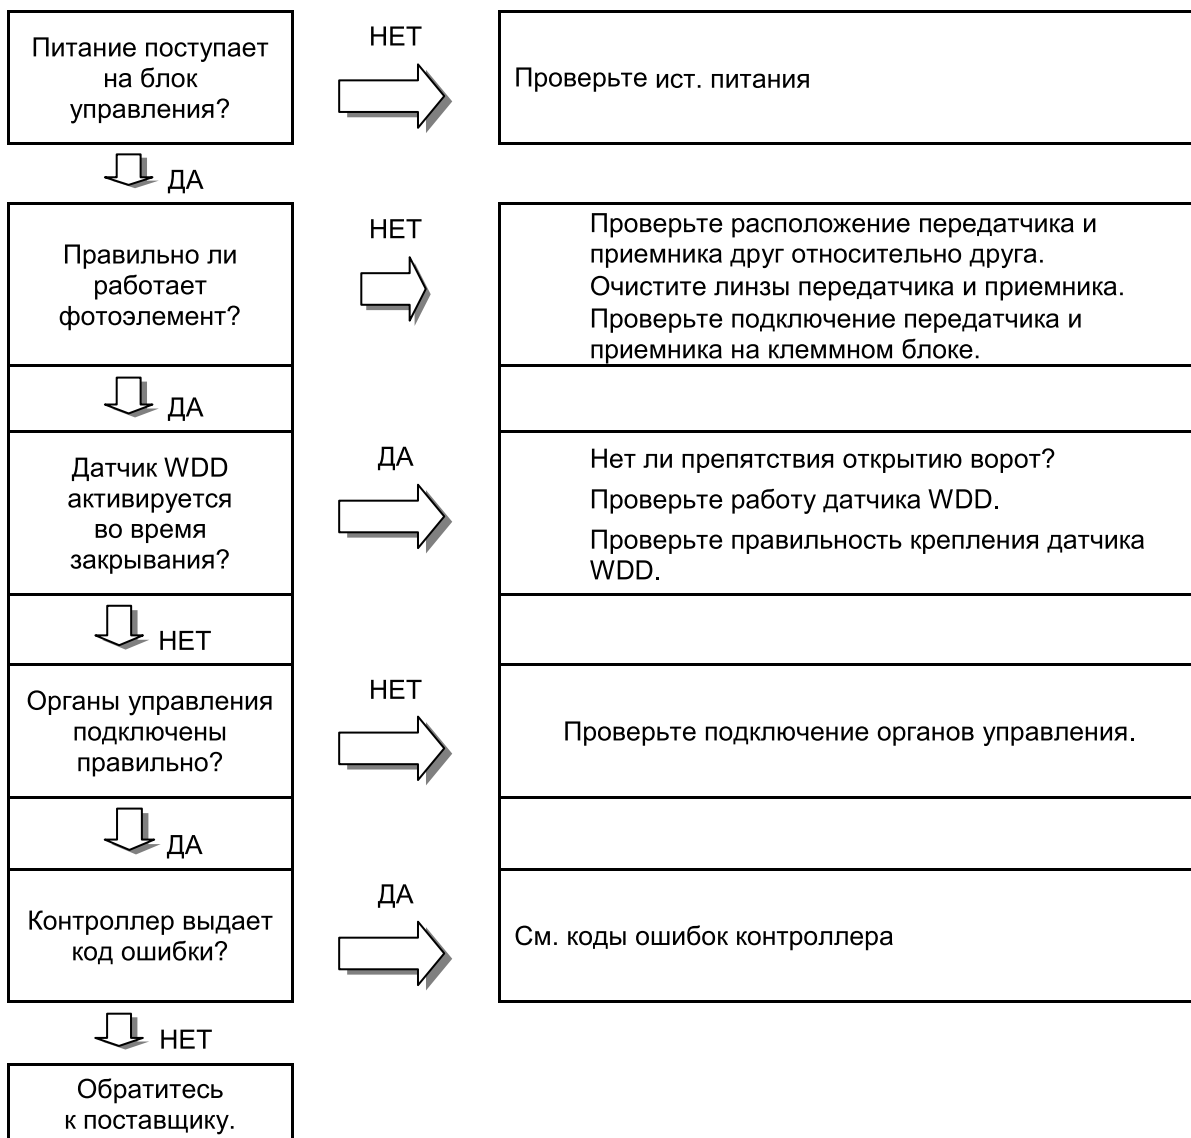 Питание поступает
на блок
управления?
НЕТ
Проверьте ист. питания
ДА
Правильно ли
работает
фотоэлемент?
НЕТ
Проверьте расположение передатчика и
приемника друг относительно друга.
Очистите линзы передатчика и приемника.
Проверьте подключение передатчика и
приемника на клеммном блоке.
ДА
Датчик WDD
активируется
во время
закрывания?
ДА
Нет ли препятствия открытию ворот?
Проверьте работу датчика WDD.
Проверьте правильность крепления датчика
WDD.
НЕТ
Органы управления
подключены
правильно?
НЕТ
Проверьте подключение органов управления.
ДА
Контроллер выдает
код ошибки?
ДА
См. коды ошибок контроллера
НЕТ
Обратитесь
к поставщику.